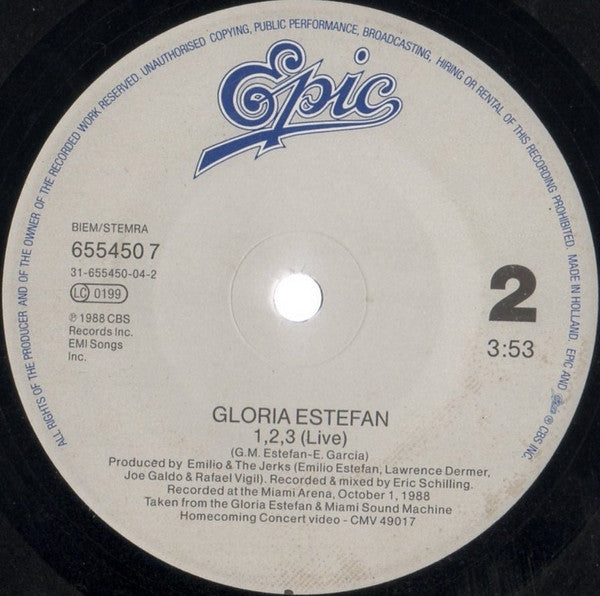 ALL RIGHTS OF THE PRODUCER AND OF THE OWNER OF THE RECORDED WORK RESERVED. UNAUTHORISED COPYING, PUBLIC PERFORMANCE, BROADCASTING, HIRING OR RENTAL OF THIS RECORDING PROHIBITED. MADE IN HOLLAND. EPIC AND Epic ® CBS INC.
Epic
BIEM/STEMRA
655450 7
31-655450-04-2
LC 0199
℗ 1988 CBS
Records Inc.
EMI Songs
Inc.
2
3:53
GLORIA ESTEFAN
1,2,3 (Live)
(G.M. Estefan-E. Garcia)
Produced by Emilio & The Jerks (Emilio Estefan, Lawrence Dermer,
Joe Galdo & Rafael Vigil). Recorded & mixed by Eric Schilling.
Recorded at the Miami Arena, October 1, 1988
Taken from the Gloria Estefan & Miami Sound Machine
Homecoming Concert video - CMV 49017